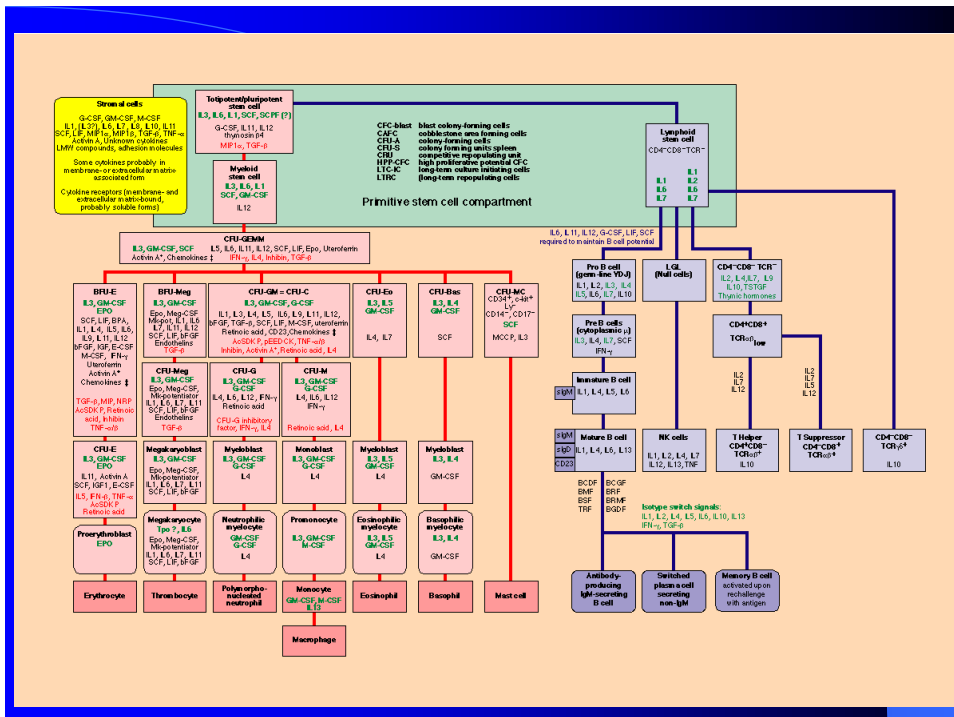 Stromal cells
G-CSF, GM-CSF, M-CSF
IL1, (IL3?), IL6, IL7, IL8, IL10, IL11
SCF, LIF, MIP1α, MIP1β, TGF-β, TNF-α
Activin A, Unknown cytokines
LMW compounds, adhesion molecules
Some cytokines probably in
membrane- or extracellular matrix-
associated form
Cytokine receptors (membrane- and
extracellular matrix-bound,
probably soluble forms)
Totipotent/pluripotent
stem cell
IL3, IL6, IL1, SCF, SCPF (?)
G-CSF, IL11, IL12
thynosin β4
MIP1α, TGF-β
Myeloid
stem cell
IL3, IL6, IL1
SCF, GM-CSF
IL12
CFC-blast blast colony-forming cells
CAFC cobblestone area forming cells
CFU-A colony-forming cells
CFU-S colony forming units spleen
CRU competitive repopulating unit
HPP-CFC high proliferative potential CFC
LTC-IC long-term culture initiating cells
LTRC (long-term repopulating cells
Primitive stem cell compartment
Lymphoid
stem cell
CD4−CD8−TCR−
IL1
IL6
IL7
IL1
IL2
IL6
IL7
CFU-GEMM
IL3, GM-CSF, SCF IL5, IL6, IL11, IL12, SCF, LIF, Epo, Uteroferrin
Activin A*, Chemokines ‡ IFN-γ, IL4, Inhibin, TGF-β
IL6, IL11, IL12, G-CSF, LIF, SCF
required to maintain B cell potential
BFU-E
IL3, GM-CSF
EPO
SCF, LIF, BPA,
IL1, IL4, IL5, IL6,
IL9, IL11, IL12
bFGF, IGF, E-CSF
M-CSF, IFN-γ
Uteroferrin
Activin A*
Chemokines ‡
TGF-β, MIP, NRP
AcSDKP, Retinoic
acid, inhibin
TNF-α/β
BFU-Meg
IL3, GM-CSF
Epo, Meg-CSF
Mk-pot, IL1, IL6
IL7, IL11, IL12
SCF, LIF, bFGF
Endothelins
TGF-β
CFU-GM = CFU-C
IL3, GM-CSF, G-CSF
IL1, IL3, IL4, IL5, IL6, IL9, IL11, IL12,
bFGF, TGF-β, SCF, LIF, M-CSF, uteroferrin
Retinoic acid, CD23,Chemokines ‡
AcSDKP, pEEDCK, TNF-α/β
Inhibin, Activin A*, Retinoic acid, IL4
CFU-Eo
IL3, IL5
GM-CSF
IL4, IL7
CFU-Bas
IL3, IL4
GM-CSF
SCF
CFU-MC
CD34+, c-kit+
Ly−
CD14−, CD17−
SCF
MCCP, IL3
CFU-Meg
IL3, GM-CSF
Epo, Meg-CSF,
Mk-potentiator
IL1, IL6, IL7, IL11
SCF, LIF, bFGF
Endothelins
TGF-β
CFU-G
IL3, GM-CSF
G-CSF
IL4, IL6, IL12, IFN-γ
Retinoic acid
CFU-G inhibitory
factor, IFN-γ, IL4
CFU-M
IL3, GM-CSF
G-CSF
IL4, IL6, IL12
IFN-γ
Retinoic acid, IL4
CFU-E
IL3, GM-CSF
EPO
IL11, Activin A
SCF, IGF1, E-CSF
IL5, IFN-β, TNF-α
AcSDKP
Retinoic acid
Megakaryoblast
IL3, GM-CSF
Epo, Meg-CSF,
Mk-potentiator
IL1, IL6, IL7, IL11
SCF, LIF, bFGF
Myeloblast
IL3, GM-CSF
G-CSF
IL4
Monoblast
IL3, GM-CSF
G-CSF
IL4
Myeloblast
IL3, IL5
GM-CSF
IL4
Myeloblast
IL3, IL4
GM-CSF
Proerythroblast
EPO
Megakaryocyte
Tpo ?, IL6
Epo, Meg-CSF,
Mk-potentiator
IL1, IL6, IL7, IL11
SCF, LIF, bFGF
Neutrophilic
myelocyte
GM-CSF
G-CSF
IL4
Promonocyte
IL3, GM-CSF
M-CSF
Eosinophilic
myelocyte
IL3, IL5
GM-CSF
IL4
Basophilic
myelocyte
IL3, IL4
GM-CSF
Erythrocyte
Thrombocyte
Polymorpho-
nucleated
neutrophil
Monocyte
GM-CSF, M-CSF
IL13
Eosinophil
Basophil
Mast cell
Macrophage
Pro B cell
(germ-line YDJ)
IL1, IL2, IL3, IL4
IL5, IL6, IL7, IL10
Pre B cells
(cytoplasmic μ)
IL3, IL4, IL7, SCF
IFN-γ
Immature B cell
sIgM IL1, IL4, IL5, IL6
sIgM
sIgD
CD23
Mature B cell
IL1, IL4, IL6, IL13
LGL
(Null cells)
NK cells
IL1, IL2, IL4, IL7
IL12, IL13, TNF
CD4−CD8− TCR−
IL2, IL4, IL7, IL9
IL10, TSTGF
Thymic hormones
CD4+CD8+
TCRαβ low
IL2
IL7
IL12
IL2
IL7
IL5
IL12
T Helper
CD4+CD8−
TCRαβ+
IL10
T Suppressor
CD4−CD8+
TCRαβ+
CD4−CD8−
TCRγδ+
IL10
BCDF
BMF
BSF
TRF
BCGF
BRF
BRMF
BGDF
Isotype switch signals:
IL1, IL2, IL4, IL5, IL6, IL10, IL13
IFN-γ, TGF-β
Antibody-
producing
IgM-secreting
B cell
Switched
plasma cell
secreting
non-IgM
Memory B cell
activated upon
rechallenge
with antigen